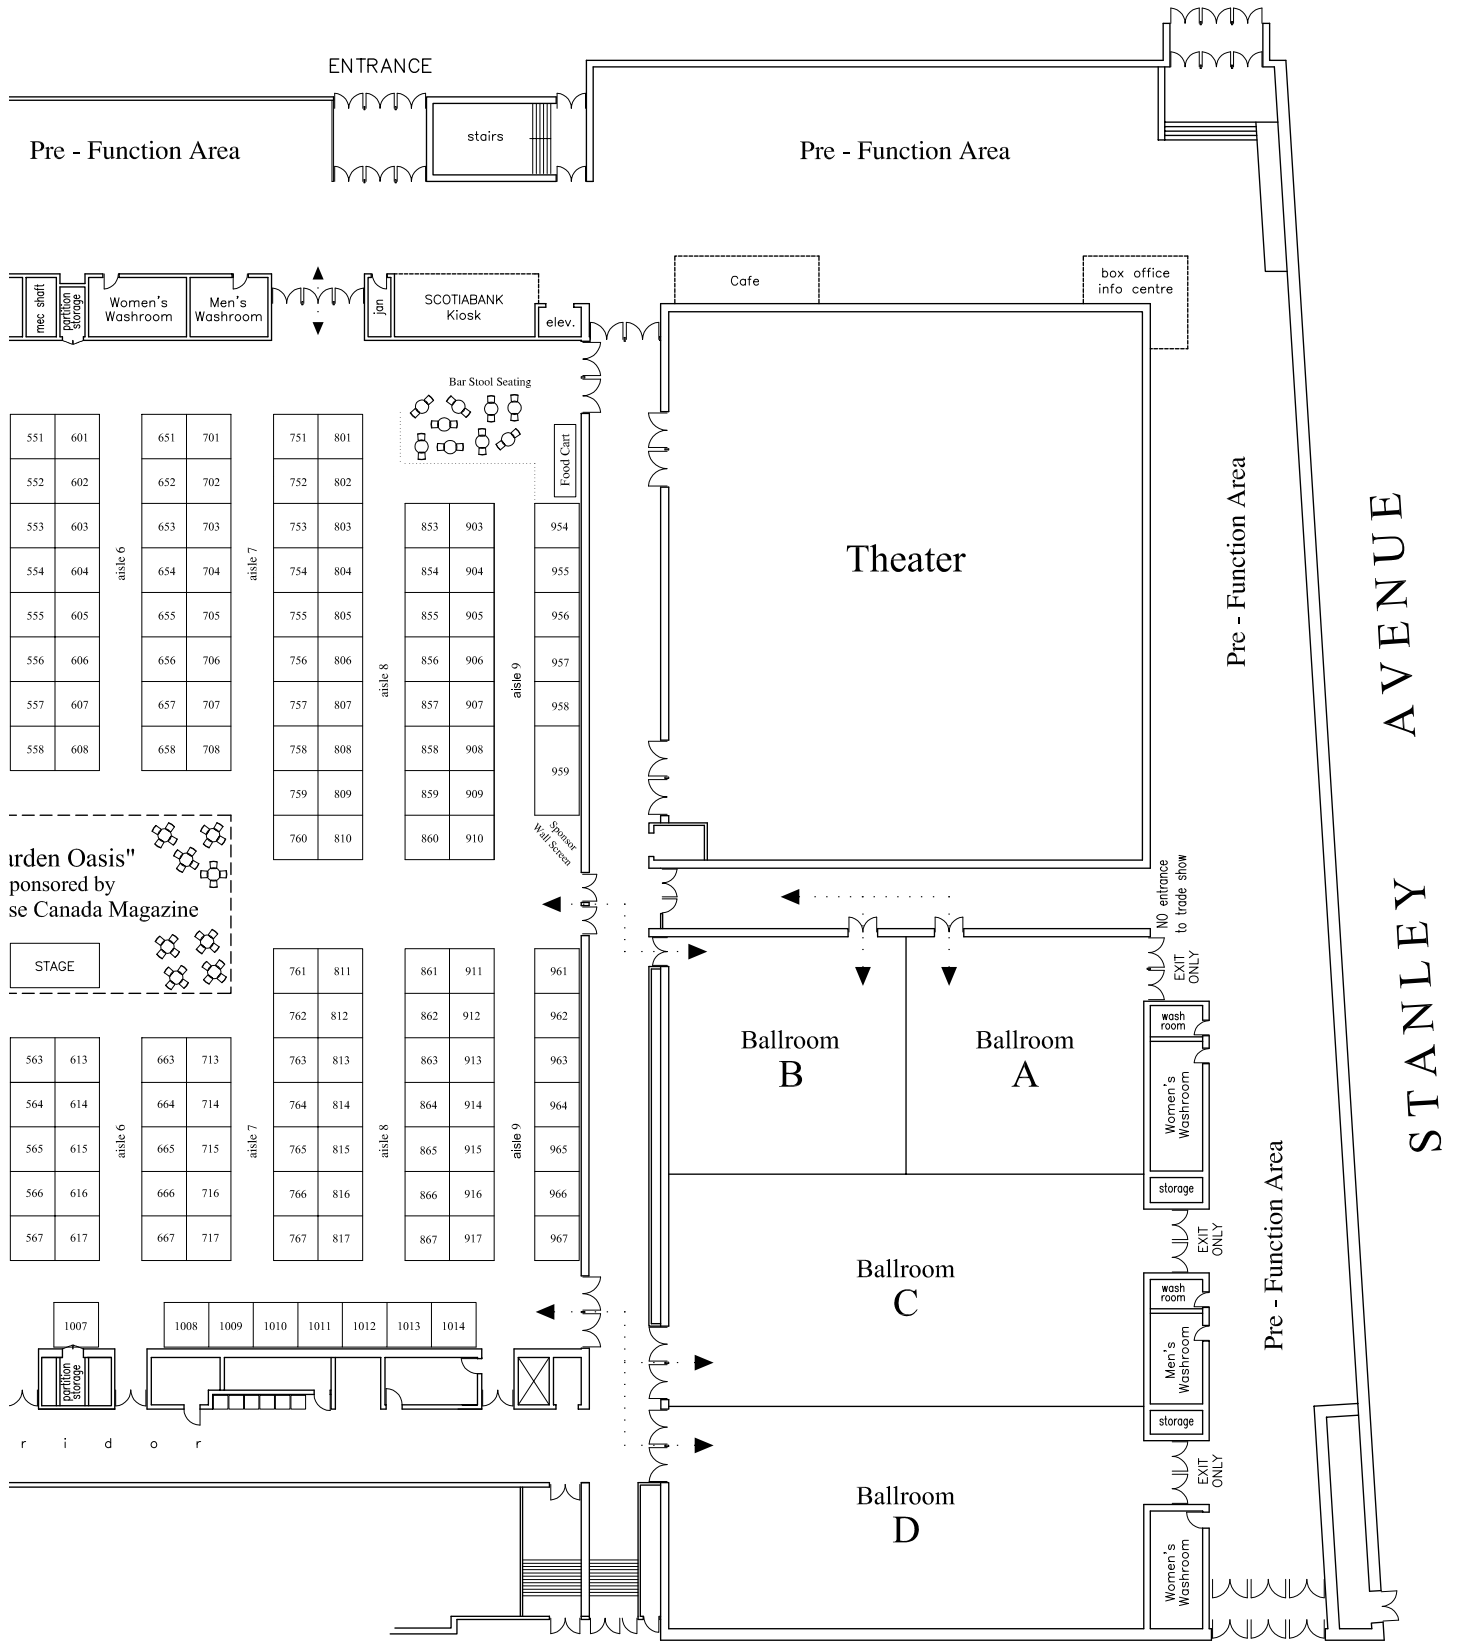 ENTRANCE
stairs
Pre - Function Area
Pre - Function Area
mec shaft
partition
storage
Women's
Washroom
Men's
Washroom
jan
SCOTIABANK
Kiosk
elev.
Cafe
box office
info centre
Bar Stool Seating
Food Cart
551 601 651 701 751 801
552 602 652 702 752 802
553 603 653 703 753 803 853 903 954
554 604 654 704 754 804 854 904 955
555 605 655 705 755 805 855 905 956
556 606 656 706 756 806 856 906 957
557 607 657 707 757 807 857 907 958
558 608 658 708 758 808 858 908
759 809 859 909 959
760 810 860 910
aisle 6
aisle 7
aisle 8
aisle 9
Sponsor
Wall Screen
Theater
Pre - Function Area
STANLEY AVENUE
arden Oasis"
ponsored by
se Canada Magazine
STAGE
NO entrance
to trade show
EXIT
ONLY
761 811 861 911 961
762 812 862 912 962
563 613 663 713 763 813 863 913 963
564 614 664 714 764 814 864 914 964
565 615 665 715 765 815 865 915 965
566 616 666 716 766 816 866 916 966
567 617 667 717 767 817 867 917 967
aisle 6
aisle 7
aisle 8
aisle 9
Ballroom
B
Ballroom
A
wash
room
Women's
Washroom
storage
EXIT
ONLY
Pre - Function Area
Ballroom
C
wash
room
Men's
Washroom
storage
1007 1008 1009 1010 1011 1012 1013 1014
partition
storage
r i d o r
EXIT
ONLY
Ballroom
D
Women's
Washroom